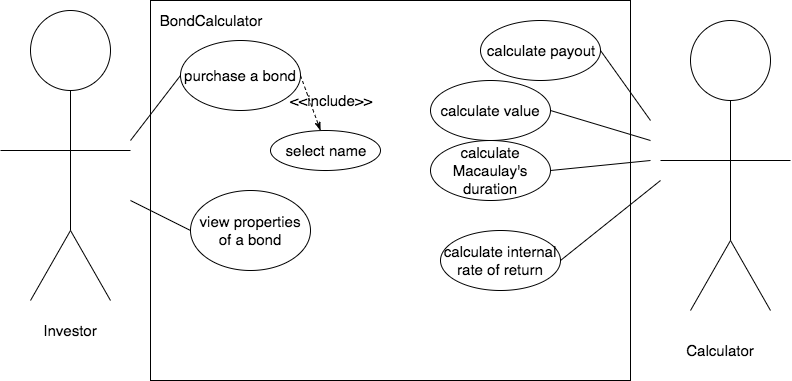 BondCalculator
purchase a bond
<<include>>
select name
view properties
of a bond
calculate payout
calculate value
calculate
Macaulay's
duration
calculate internal
rate of return
Investor
Calculator